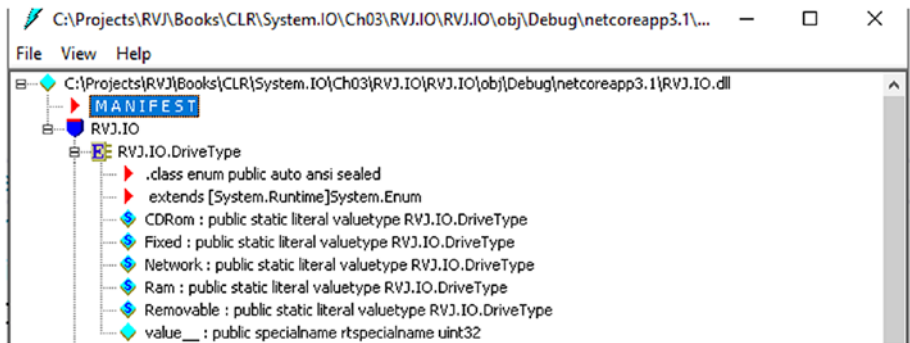 C:\Projects\RVJ\Books\CLR\System.IO\Ch03\RVJ.IO\RVJ.IO\obj\Debug\netcoreapp3.1\...
File View Help
C:\Projects\RVJ\Books\CLR\System.IO\Ch03\RVJ.IO\RVJ.IO\obj\Debug\netcoreapp3.1\RVJ.IO.dll
MANIFEST
RVJ.IO
E RVJ.IO.DriveType
.class enum public auto ansi sealed
extends [System.Runtime]System.Enum
S CDRom : public static literal valuetype RVJ.IO.DriveType
S Fixed : public static literal valuetype RVJ.IO.DriveType
S Network : public static literal valuetype RVJ.IO.DriveType
S Ram : public static literal valuetype RVJ.IO.DriveType
S Removable : public static literal valuetype RVJ.IO.DriveType
value__ : public specialname rtspecialname uint32